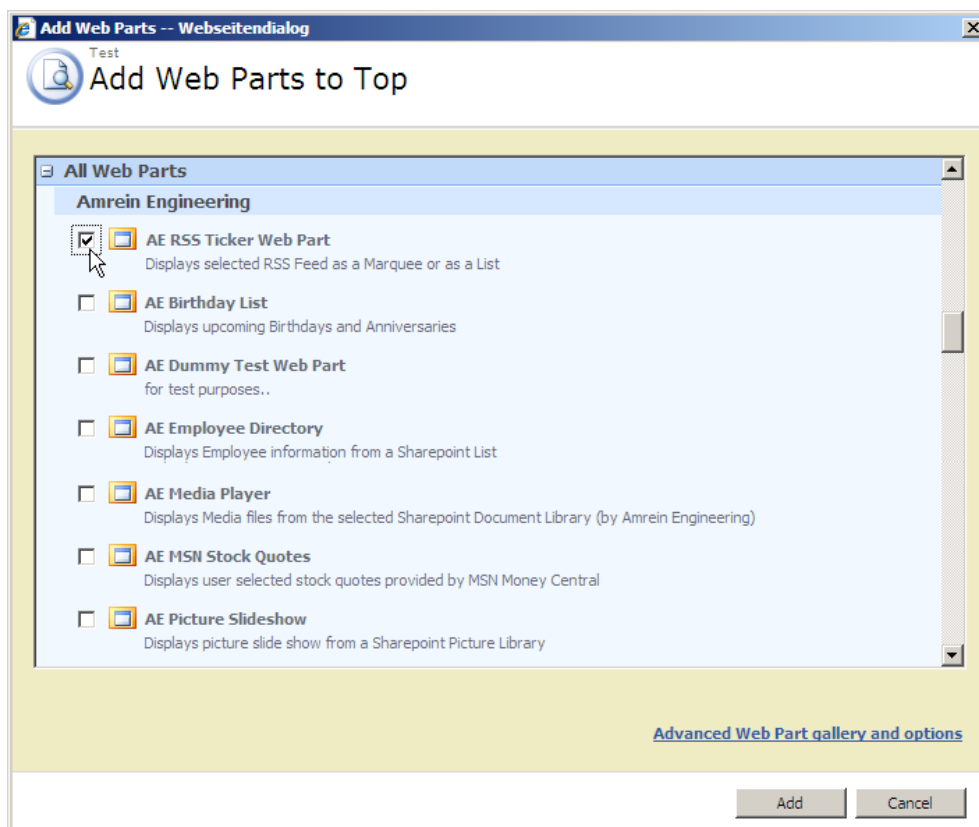 Add Web Parts -- Webseitendialog
Test
Add Web Parts to Top
All Web Parts
Amrein Engineering
AE RSS Ticker Web Part
Displays selected RSS Feed as a Marquee or as a List
AE Birthday List
Displays upcoming Birthdays and Anniversaries
AE Dummy Test Web Part
for test purposes..
AE Employee Directory
Displays Employee information from a Sharepoint List
AE Media Player
Displays Media files from the selected Sharepoint Document Library (by Amrein Engineering)
AE MSN Stock Quotes
Displays user selected stock quotes provided by MSN Money Central
AE Picture Slideshow
Displays picture slide show from a Sharepoint Picture Library
Advanced Web Part gallery and options
Add Cancel